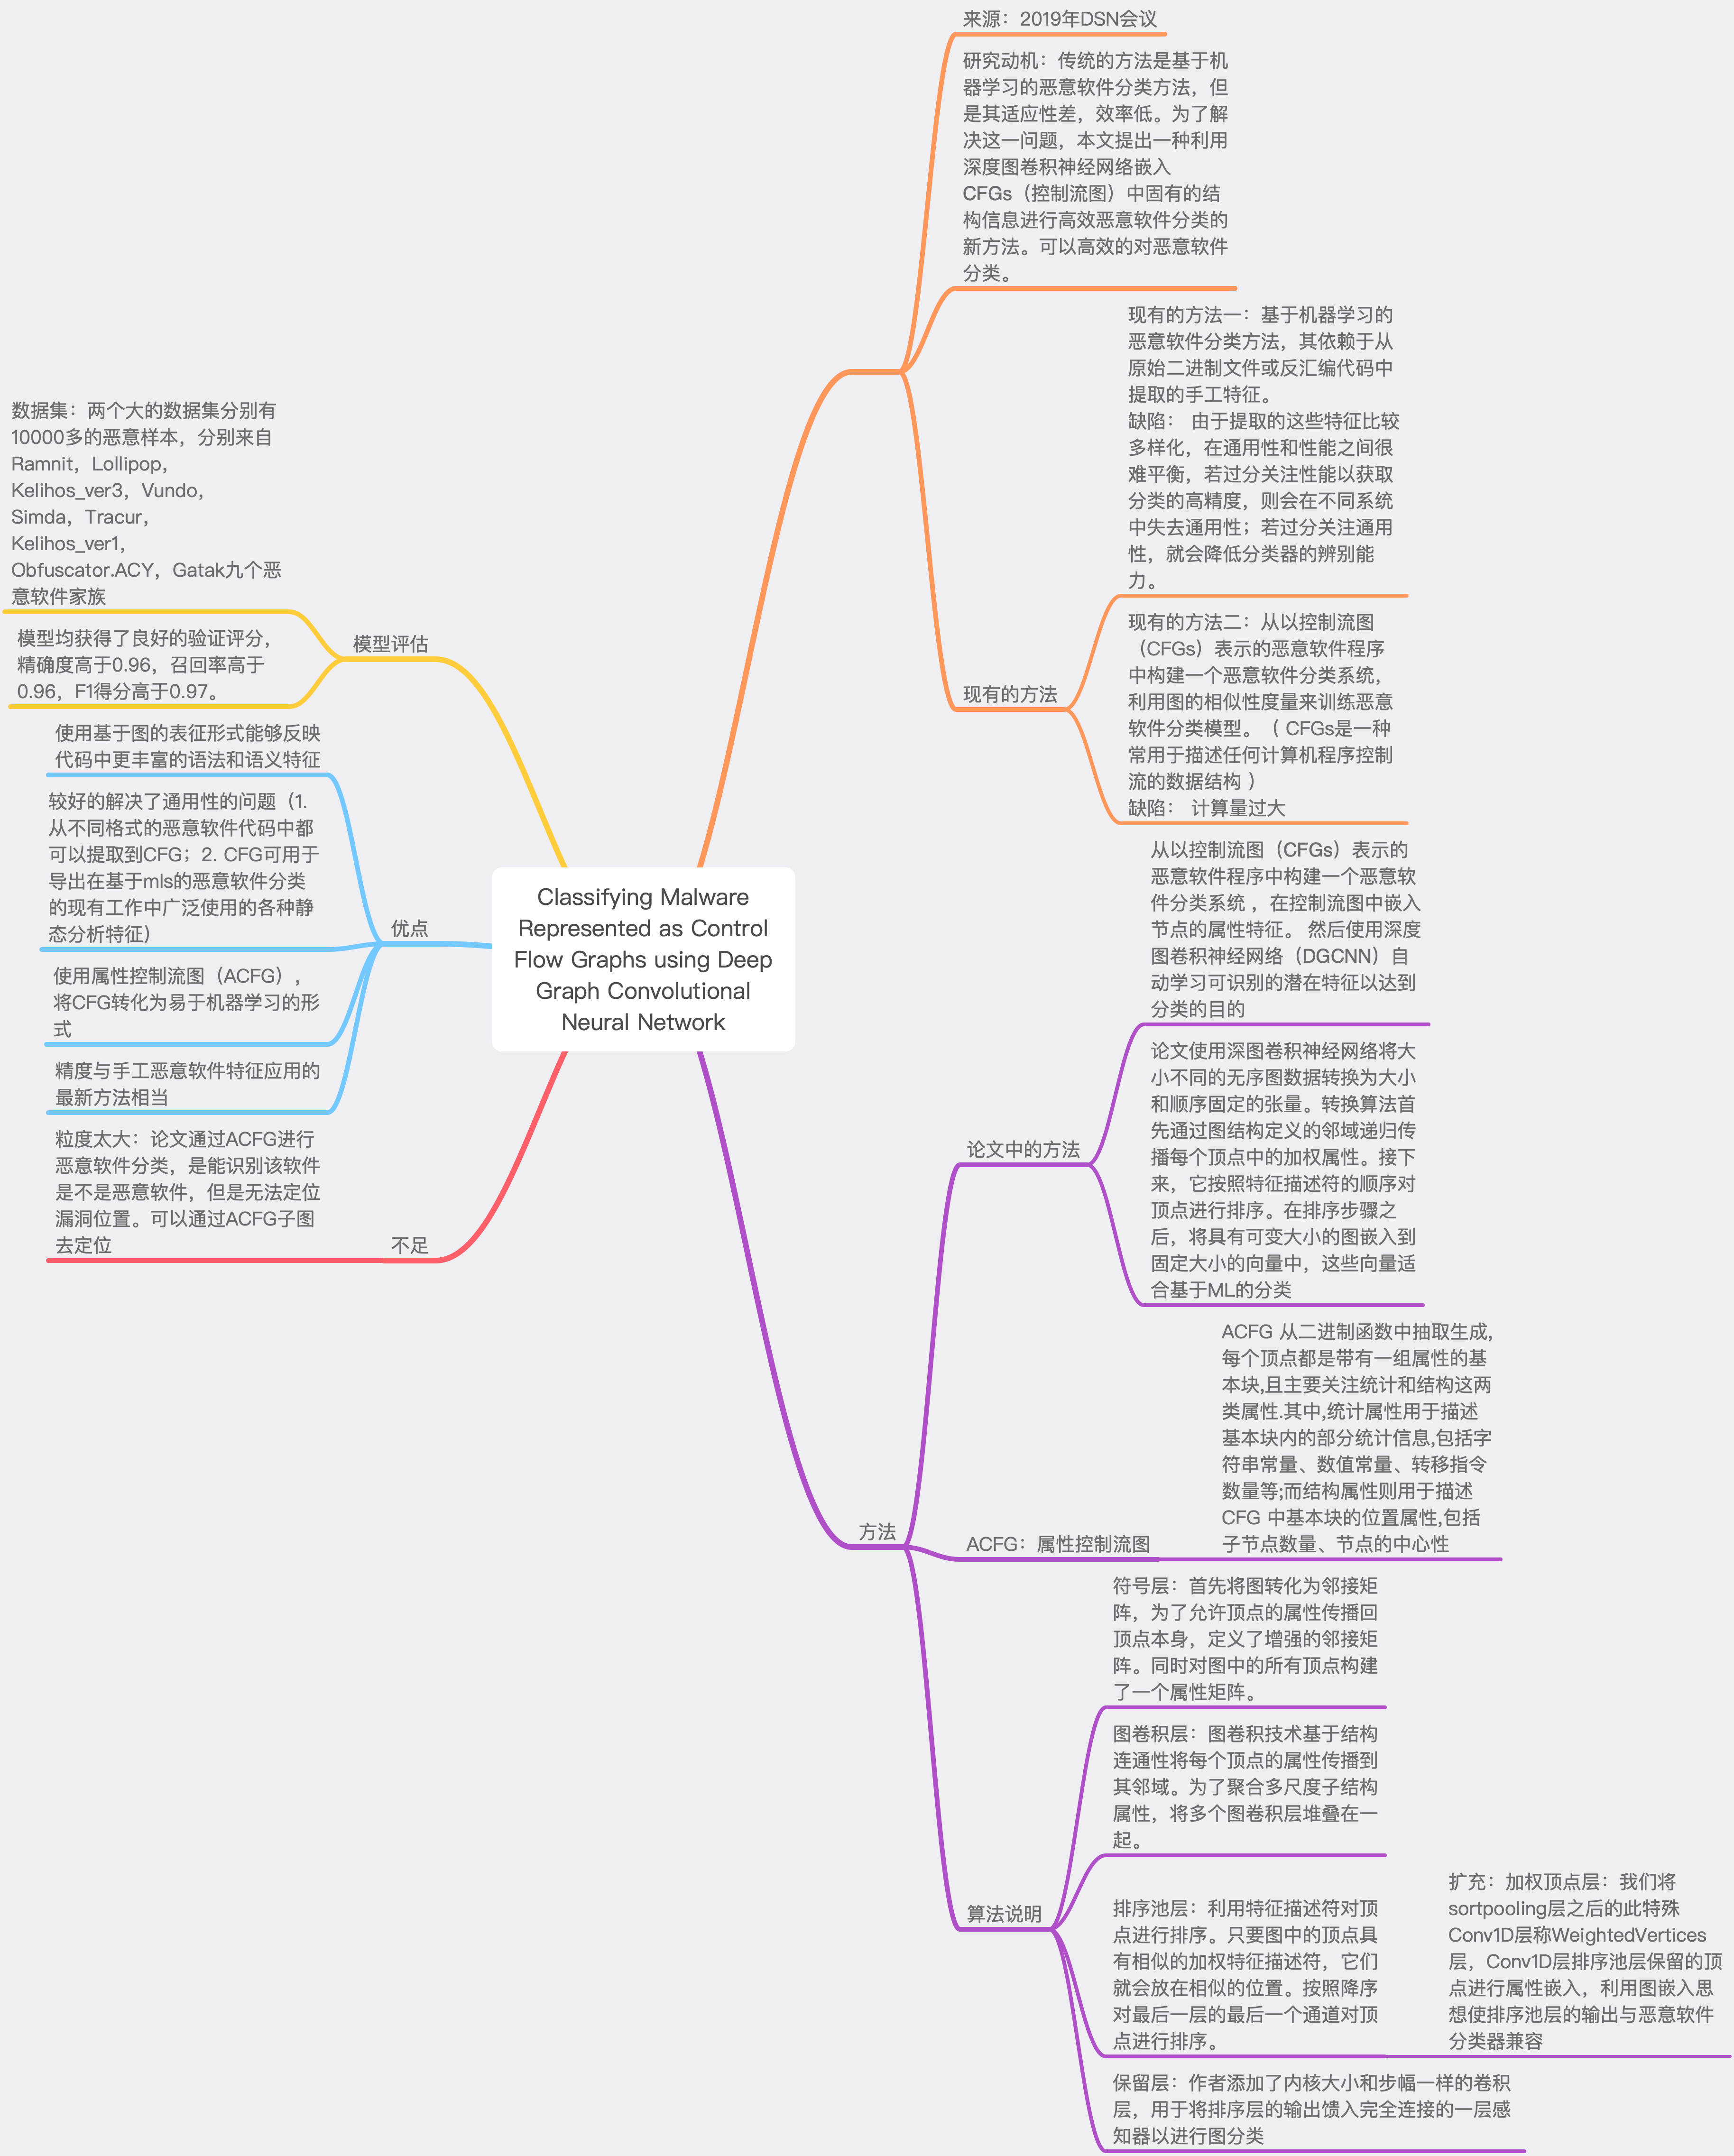 Classifying Malware
Represented as Control
Flow Graphs using Deep
Graph Convolutional
Neural Network
来源：2019年DSN会议
研究动机：传统的方法是基于机
器学习的恶意软件分类方法，但
是其适应性差，效率低。为了解
决这一问题，本文提出一种利用
深度图卷积神经网络嵌入
CFGs（控制流图）中固有的结
构信息进行高效恶意软件分类的
新方法。可以高效的对恶意软件
分类。
现有的方法
现有的方法一：基于机器学习的
恶意软件分类方法，其依赖于从
原始二进制文件或反汇编代码中
提取的手工特征。
缺陷： 由于提取的这些特征比较
多样化，在通用性和性能之间很
难平衡，若过分关注性能以获取
分类的高精度，则会在不同系统
中失去通用性；若过分关注通用
性，就会降低分类器的辨别能
力。
现有的方法二：从以控制流图
（CFGs）表示的恶意软件程序
中构建一个恶意软件分类系统，
利用图的相似性度量来训练恶意
软件分类模型。（ CFGs是一种
常用于描述任何计算机程序控制
流的数据结构 ）
缺陷： 计算量过大
方法
论文中的方法
从以控制流图（CFGs）表示的
恶意软件程序中构建一个恶意软
件分类系统 ，在控制流图中嵌入
节点的属性特征。 然后使用深度
图卷积神经网络（DGCNN）自
动学习可识别的潜在特征以达到
分类的目的
论文使用深图卷积神经网络将大
小不同的无序图数据转换为大小
和顺序固定的张量。转换算法首
先通过图结构定义的邻域递归传
播每个顶点中的加权属性。接下
来，它按照特征描述符的顺序对
顶点进行排序。在排序步骤之
后，将具有可变大小的图嵌入到
固定大小的向量中，这些向量适
合基于ML的分类
ACFG：属性控制流图
ACFG 从二进制函数中抽取生成,
每个顶点都是带有一组属性的基
本块,且主要关注统计和结构这两
类属性.其中,统计属性用于描述
基本块内的部分统计信息,包括字
符串常量、数值常量、转移指令
数量等;而结构属性则用于描述
CFG 中基本块的位置属性,包括
子节点数量、节点的中心性
算法说明
符号层：首先将图转化为邻接矩
阵，为了允许顶点的属性传播回
顶点本身，定义了增强的邻接矩
阵。同时对图中的所有顶点构建
了一个属性矩阵。
图卷积层：图卷积技术基于结构
连通性将每个顶点的属性传播到
其邻域。为了聚合多尺度子结构
属性，将多个图卷积层堆叠在一
起。
排序池层：利用特征描述符对顶
点进行排序。只要图中的顶点具
有相似的加权特征描述符，它们
就会放在相似的位置。按照降序
对最后一层的最后一个通道对顶
点进行排序。
扩充：加权顶点层：我们将
sortpooling层之后的此特殊
Conv1D层称WeightedVertices
层，Conv1D层排序池层保留的顶
点进行属性嵌入，利用图嵌入思
想使排序池层的输出与恶意软件
分类器兼容
保留层：作者添加了内核大小和步幅一样的卷积
层，用于将排序层的输出馈入完全连接的一层感
知器以进行图分类
模型评估
数据集：两个大的数据集分别有
10000多的恶意样本，分别来自
Ramnit，Lollipop，
Kelihos_ver3，Vundo，
Simda，Tracur，
Kelihos_ver1，
Obfuscator.ACY，Gatak九个恶
意软件家族
模型均获得了良好的验证评分，
精确度高于0.96，召回率高于
0.96，F1得分高于0.97。
优点
使用基于图的表征形式能够反映
代码中更丰富的语法和语义特征
较好的解决了通用性的问题（1.
从不同格式的恶意软件代码中都
可以提取到CFG；2. CFG可用于
导出在基于mls的恶意软件分类
的现有工作中广泛使用的各种静
态分析特征）
使用属性控制流图（ACFG），
将CFG转化为易于机器学习的形
式
精度与手工恶意软件特征应用的
最新方法相当
不足
粒度太大：论文通过ACFG进行
恶意软件分类，是能识别该软件
是不是恶意软件，但是无法定位
漏洞位置。可以通过ACFG子图
去定位